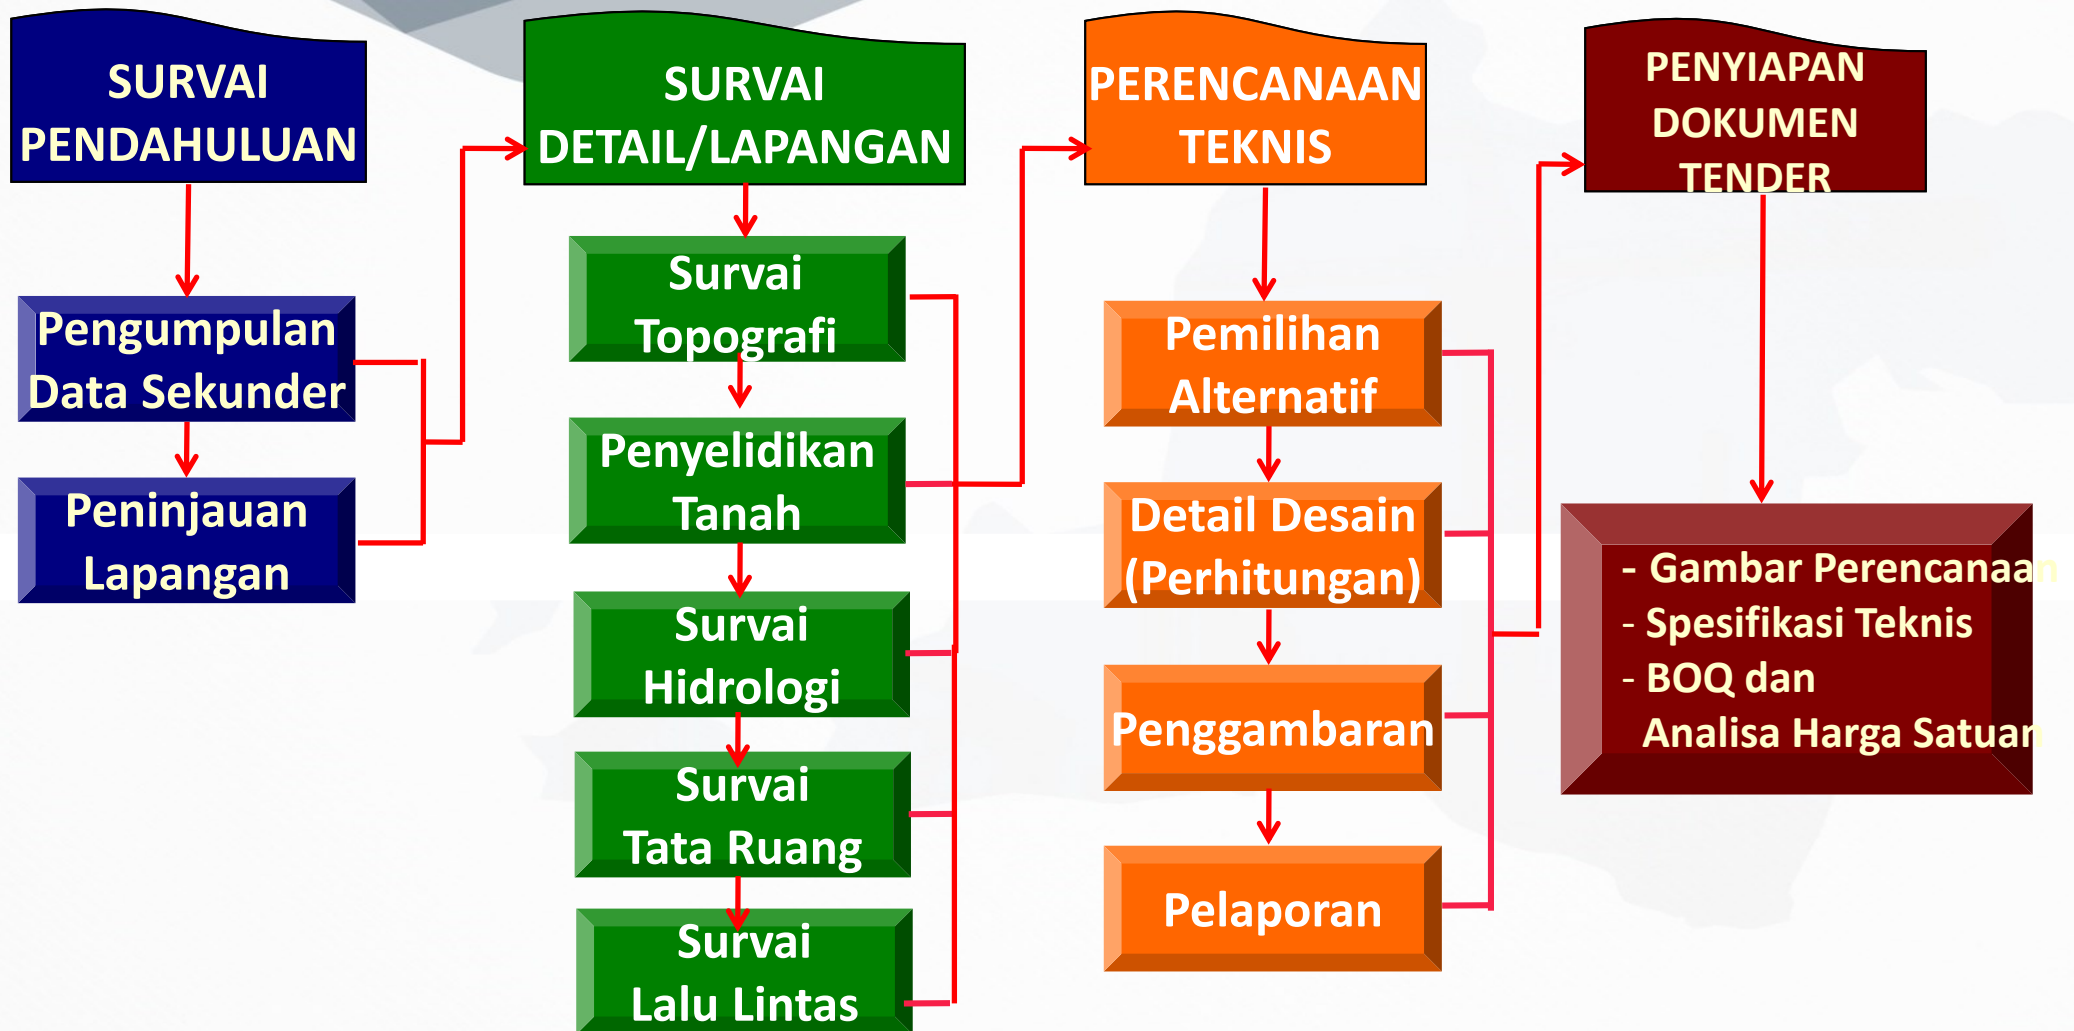 SURVAI
PENDAHULUAN
Pengumpulan
Data Sekunder
Peninjauan
Lapangan
SURVAI
DETAIL/LAPANGAN
Survai
Topografi
Penyelidikan
Tanah
Survai
Hidrologi
Survai
Tata Ruang
Survai
Lalu Lintas
PERENCANAAN
TEKNIS
Pemilihan
Alternatif
Detail Desain
(Perhitungan)
Penggambaran
Pelaporan
PENYIAPAN
DOKUMEN
TENDER
- Gambar Perencanaan
- Spesifikasi Teknis
- BOQ dan
Analisa Harga Satuan